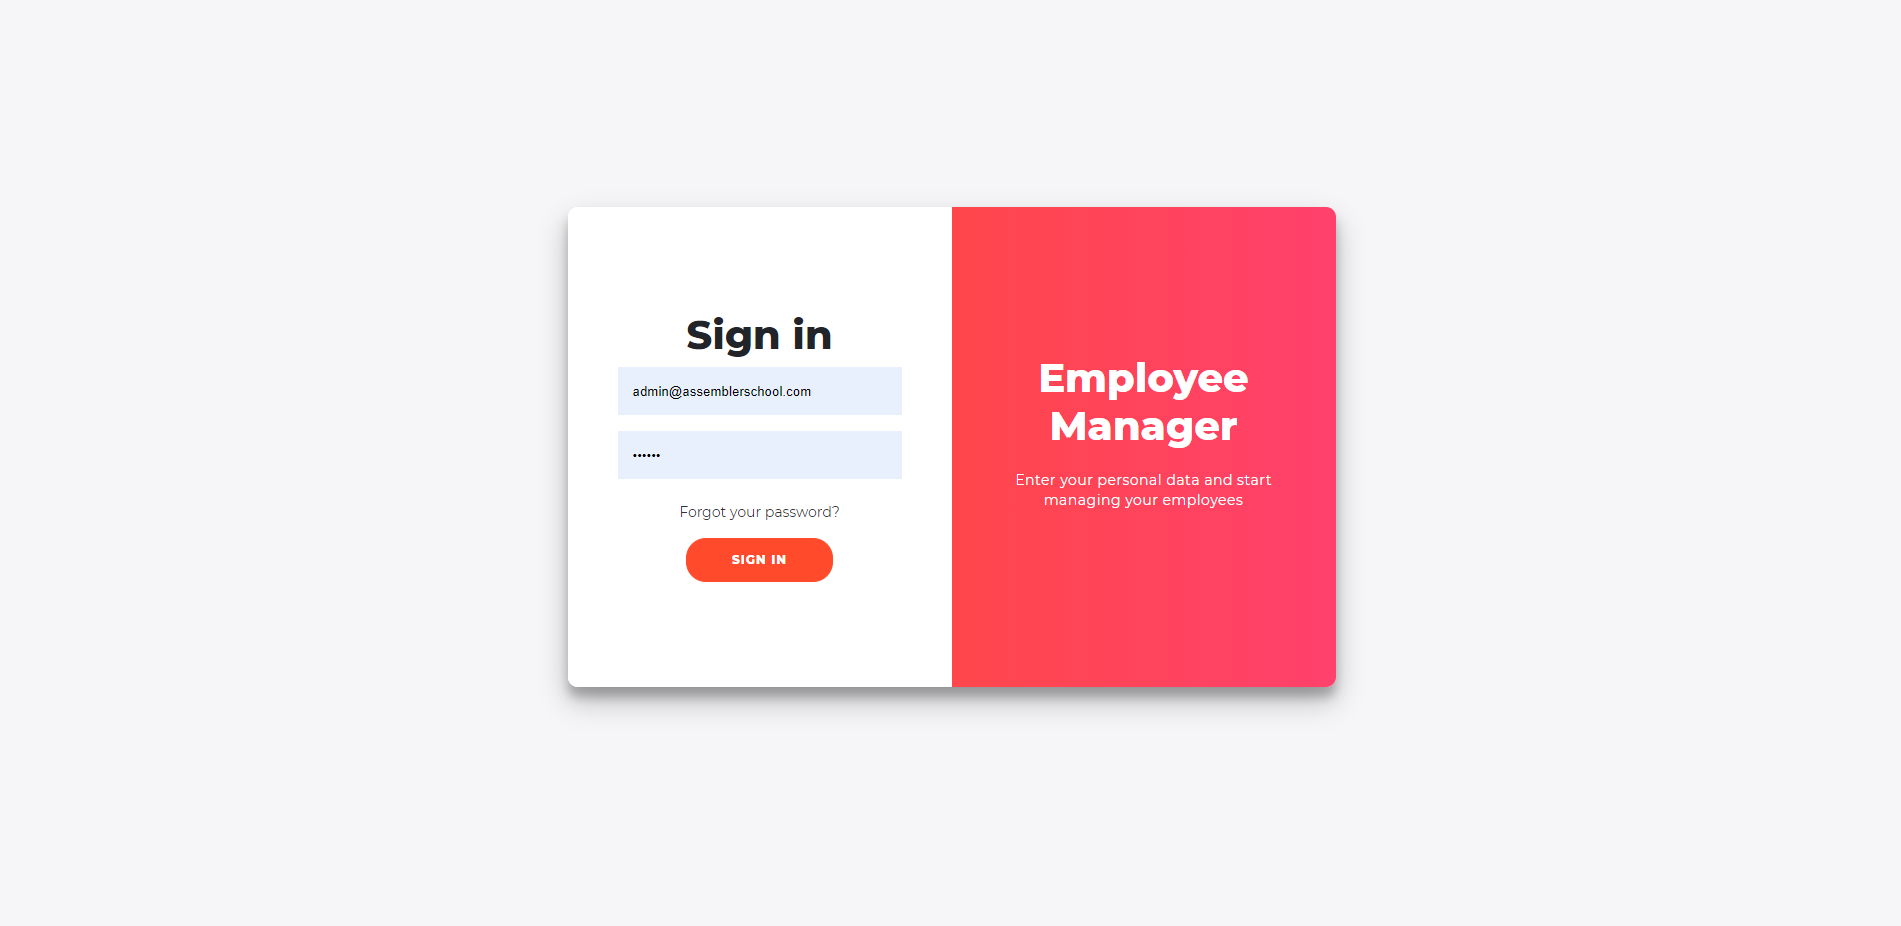 Sign in
admin@assemblerschool.com
••••••
Forgot your password?
SIGN IN
Employee
Manager
Enter your personal data and start
managing your employees